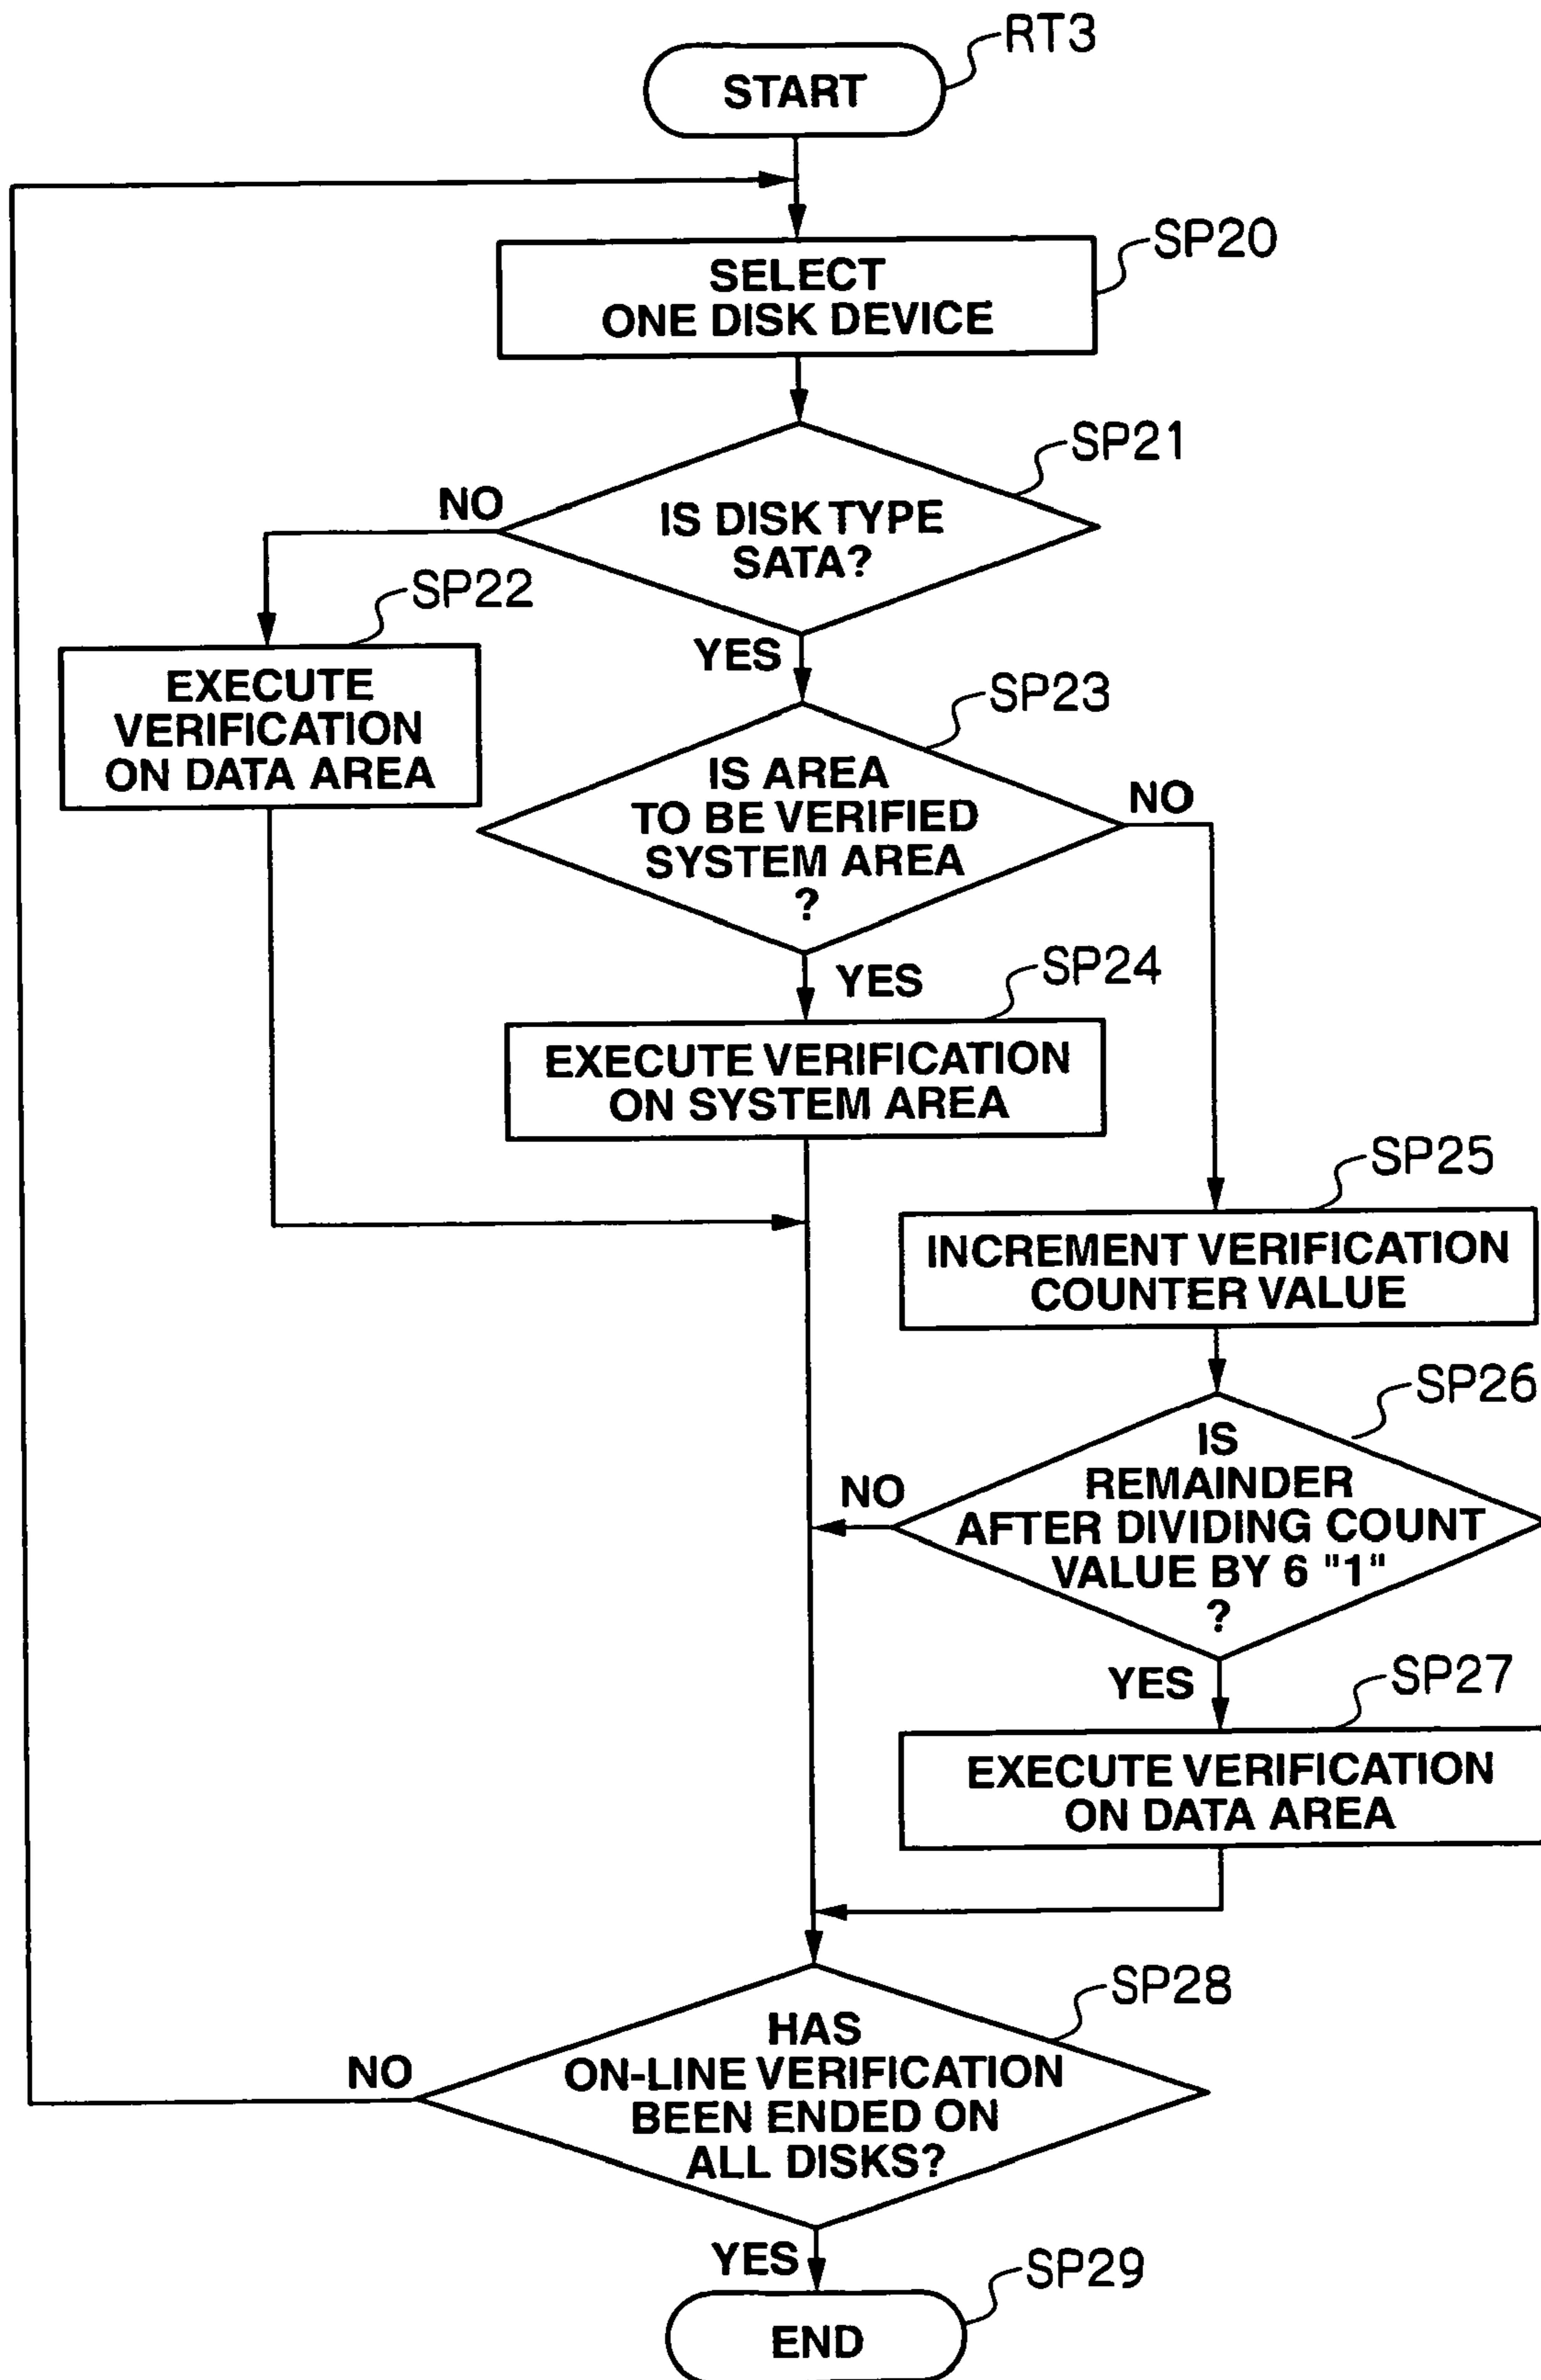 RT3
START
SP20
SELECT
ONE DISK DEVICE
SP21
NO
IS DISK TYPE
SATA?
SP22
YES
EXECUTE
VERIFICATION
ON DATA AREA
SP23
IS AREA
TO BE VERIFIED
SYSTEM AREA
?
NO
YES
SP24
EXECUTE VERIFICATION
ON SYSTEM AREA
SP25
INCREMENT VERIFICATION
COUNTER VALUE
SP26
IS
REMAINDER
AFTER DIVIDING COUNT
VALUE BY 6 "1"
?
NO
YES
SP27
EXECUTE VERIFICATION
ON DATA AREA
SP28
HAS
ON-LINE VERIFICATION
BEEN ENDED ON
ALL DISKS?
NO
YES
SP29
END